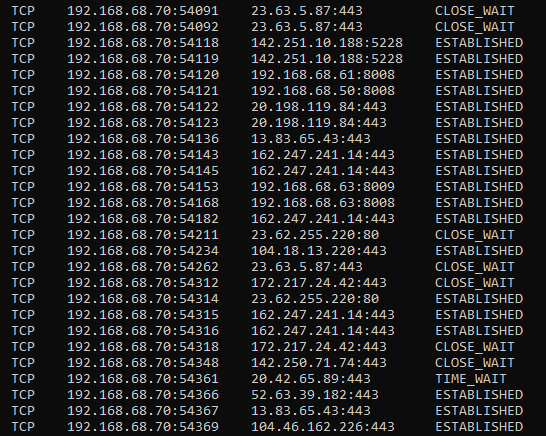 TCP 192.168.68.70:54091 23.63.5.87:443 CLOSE_WAIT
TCP 192.168.68.70:54092 23.63.5.87:443 CLOSE_WAIT
TCP 192.168.68.70:54118 142.251.10.188:5228 ESTABLISHED
TCP 192.168.68.70:54119 142.251.10.188:5228 ESTABLISHED
TCP 192.168.68.70:54120 192.168.68.61:8008 ESTABLISHED
TCP 192.168.68.70:54121 192.168.68.50:8008 ESTABLISHED
TCP 192.168.68.70:54122 20.198.119.84:443 ESTABLISHED
TCP 192.168.68.70:54123 20.198.119.84:443 ESTABLISHED
TCP 192.168.68.70:54136 13.83.65.43:443 ESTABLISHED
TCP 192.168.68.70:54143 162.247.241.14:443 ESTABLISHED
TCP 192.168.68.70:54145 162.247.241.14:443 ESTABLISHED
TCP 192.168.68.70:54153 192.168.68.63:8009 ESTABLISHED
TCP 192.168.68.70:54168 192.168.68.63:8008 ESTABLISHED
TCP 192.168.68.70:54182 162.247.241.14:443 ESTABLISHED
TCP 192.168.68.70:54211 23.62.255.220:80 CLOSE_WAIT
TCP 192.168.68.70:54234 104.18.13.220:443 ESTABLISHED
TCP 192.168.68.70:54262 23.63.5.87:443 CLOSE_WAIT
TCP 192.168.68.70:54312 172.217.24.42:443 CLOSE_WAIT
TCP 192.168.68.70:54314 23.62.255.220:80 ESTABLISHED
TCP 192.168.68.70:54315 162.247.241.14:443 ESTABLISHED
TCP 192.168.68.70:54316 162.247.241.14:443 ESTABLISHED
TCP 192.168.68.70:54318 172.217.24.42:443 CLOSE_WAIT
TCP 192.168.68.70:54348 142.250.71.74:443 CLOSE_WAIT
TCP 192.168.68.70:54361 20.42.65.89:443 TIME_WAIT
TCP 192.168.68.70:54366 52.63.39.182:443 ESTABLISHED
TCP 192.168.68.70:54367 13.83.65.43:443 ESTABLISHED
TCP 192.168.68.70:54369 104.46.162.226:443 ESTABLISHED